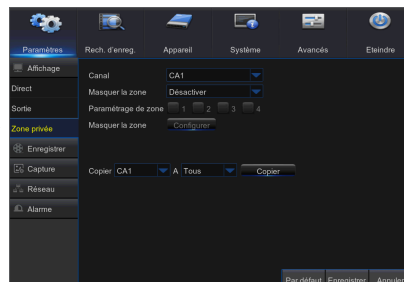 Paramètres Rech. d'enreg. Appareil Système Avancés Eteindre
Affichage
Direct
Sortie
Zone privée
Enregistrer
Capture
Réseau
Alarme
Canal CA1
Masquer la zone Désactiver
Paramétrage de zone 1 2 3 4
Masquer la zone Configurer
Copier CA1 A Tous Copier
Par défaut Enregistrer Annuler